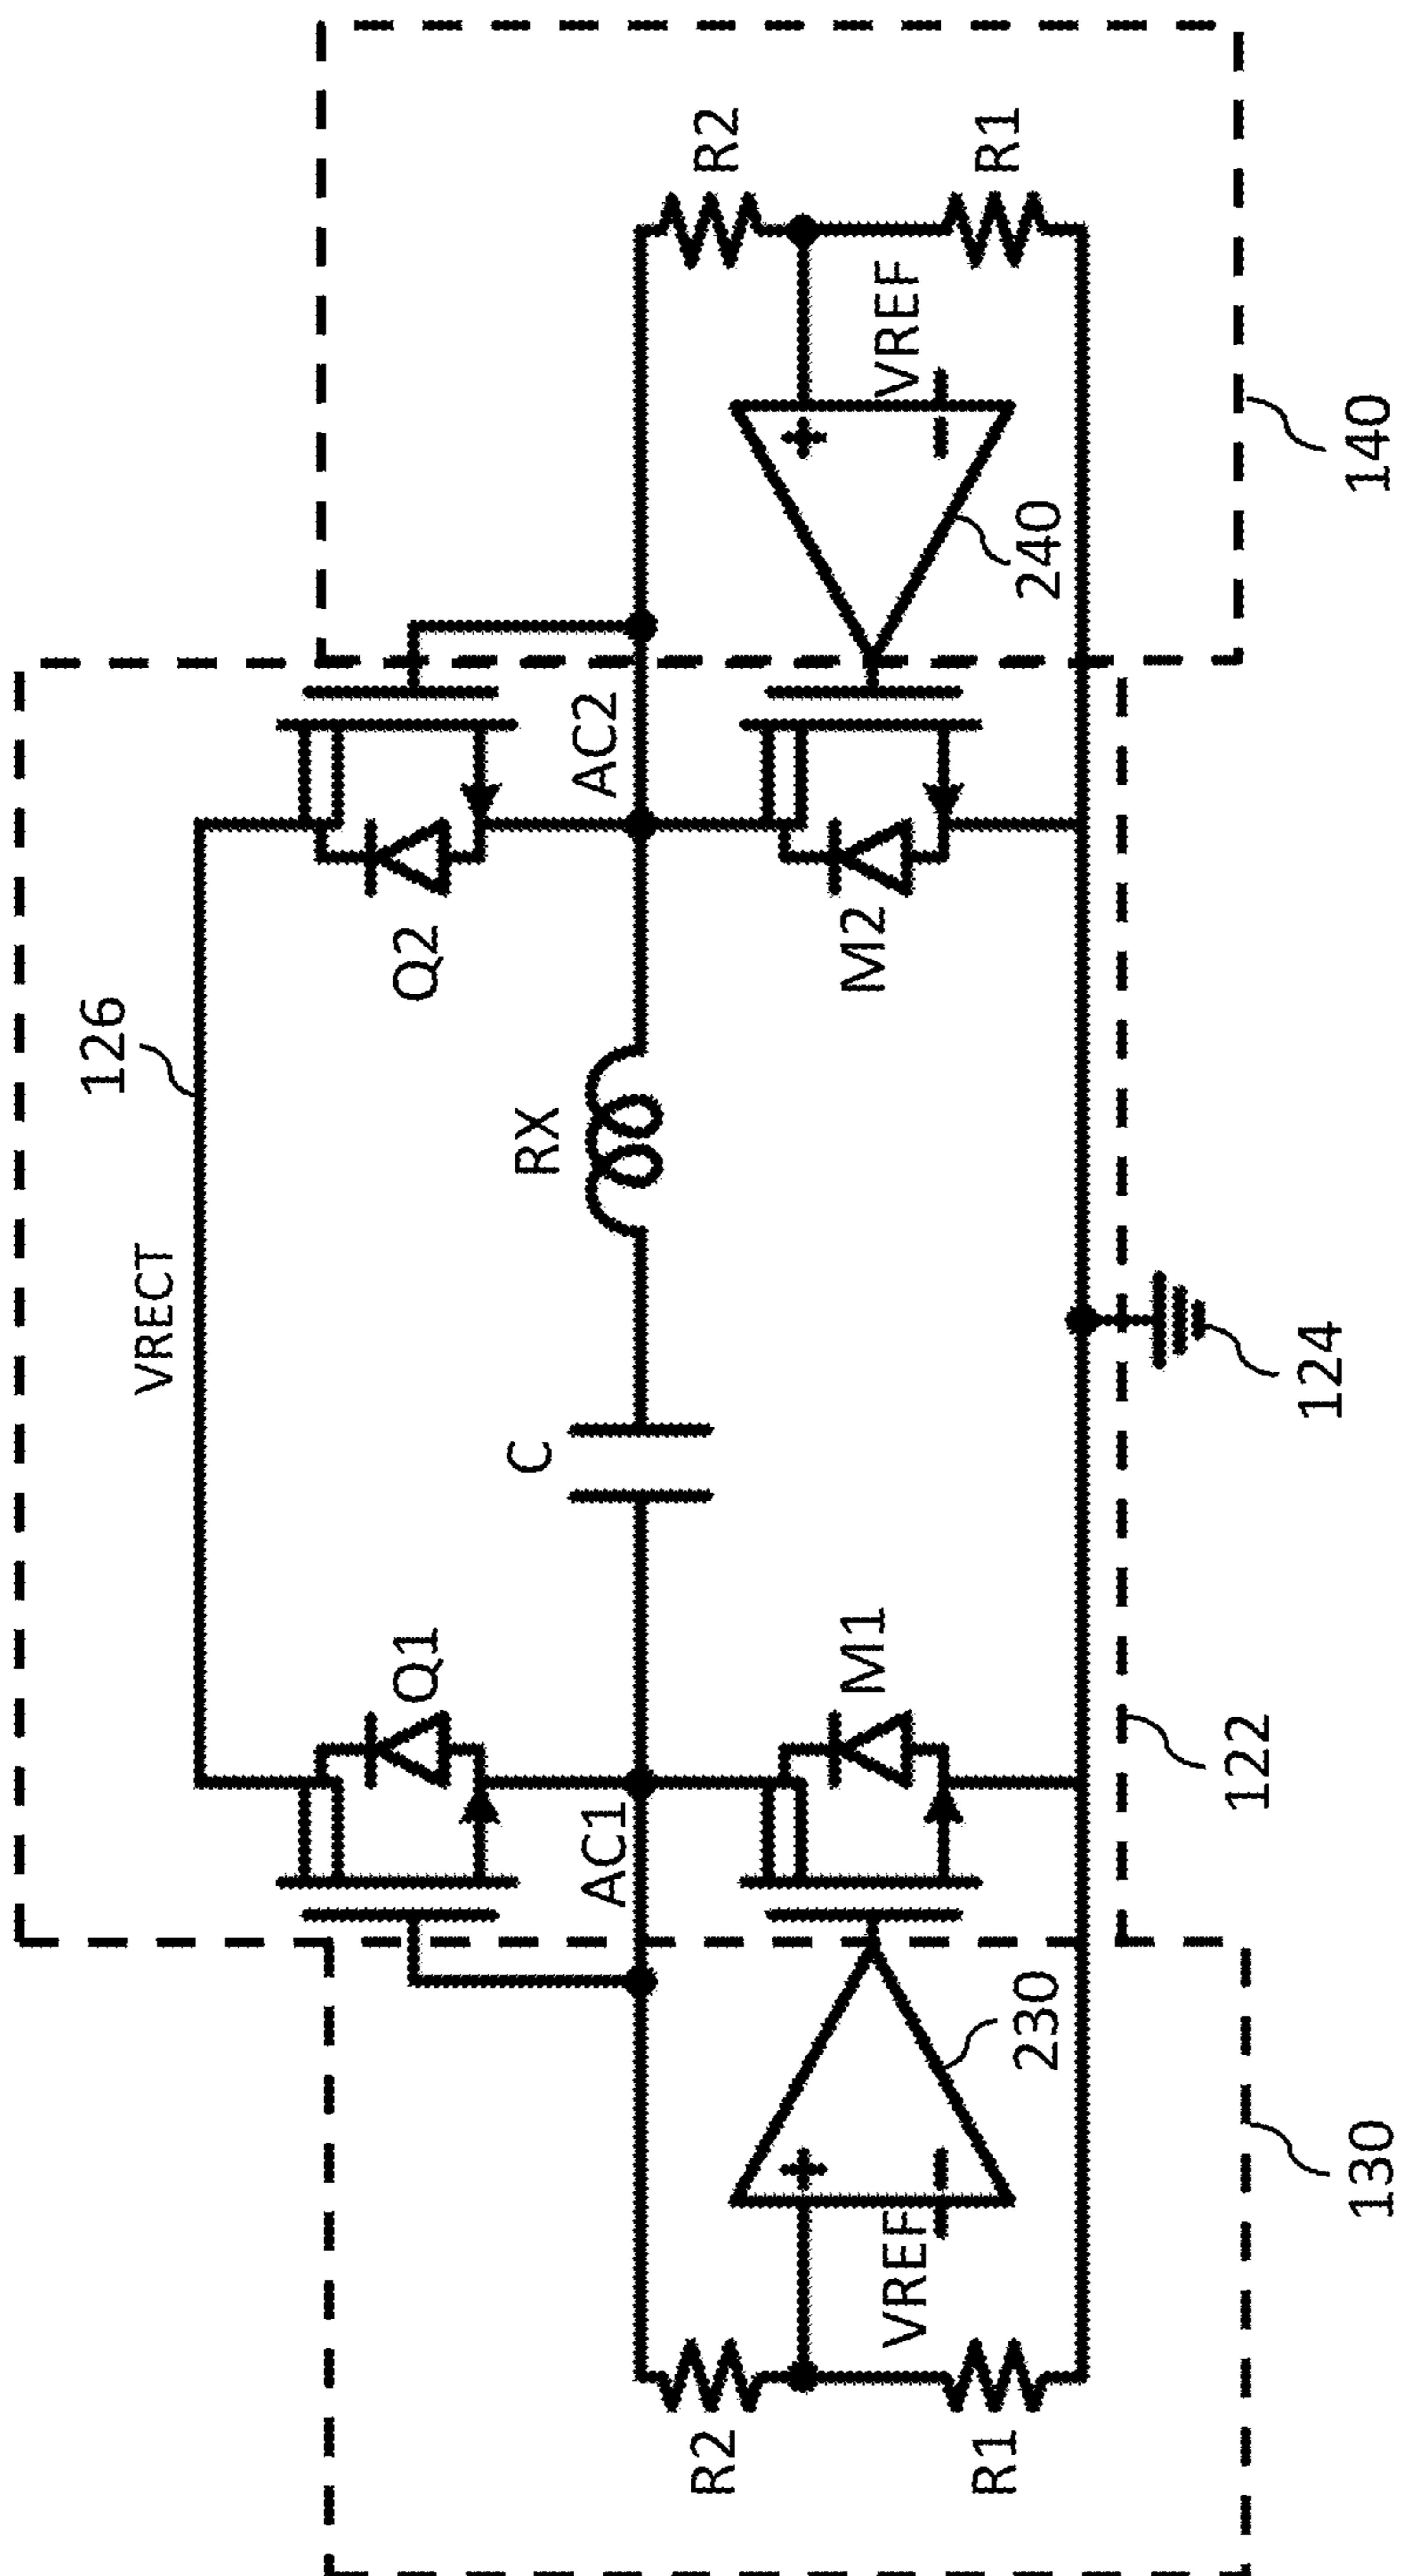 126
VRECT
Q1
Q2
C
RX
AC1
AC2
M1
M2
R2
R2
VREF
VREF
R1
R1
230
240
122
124
130
140